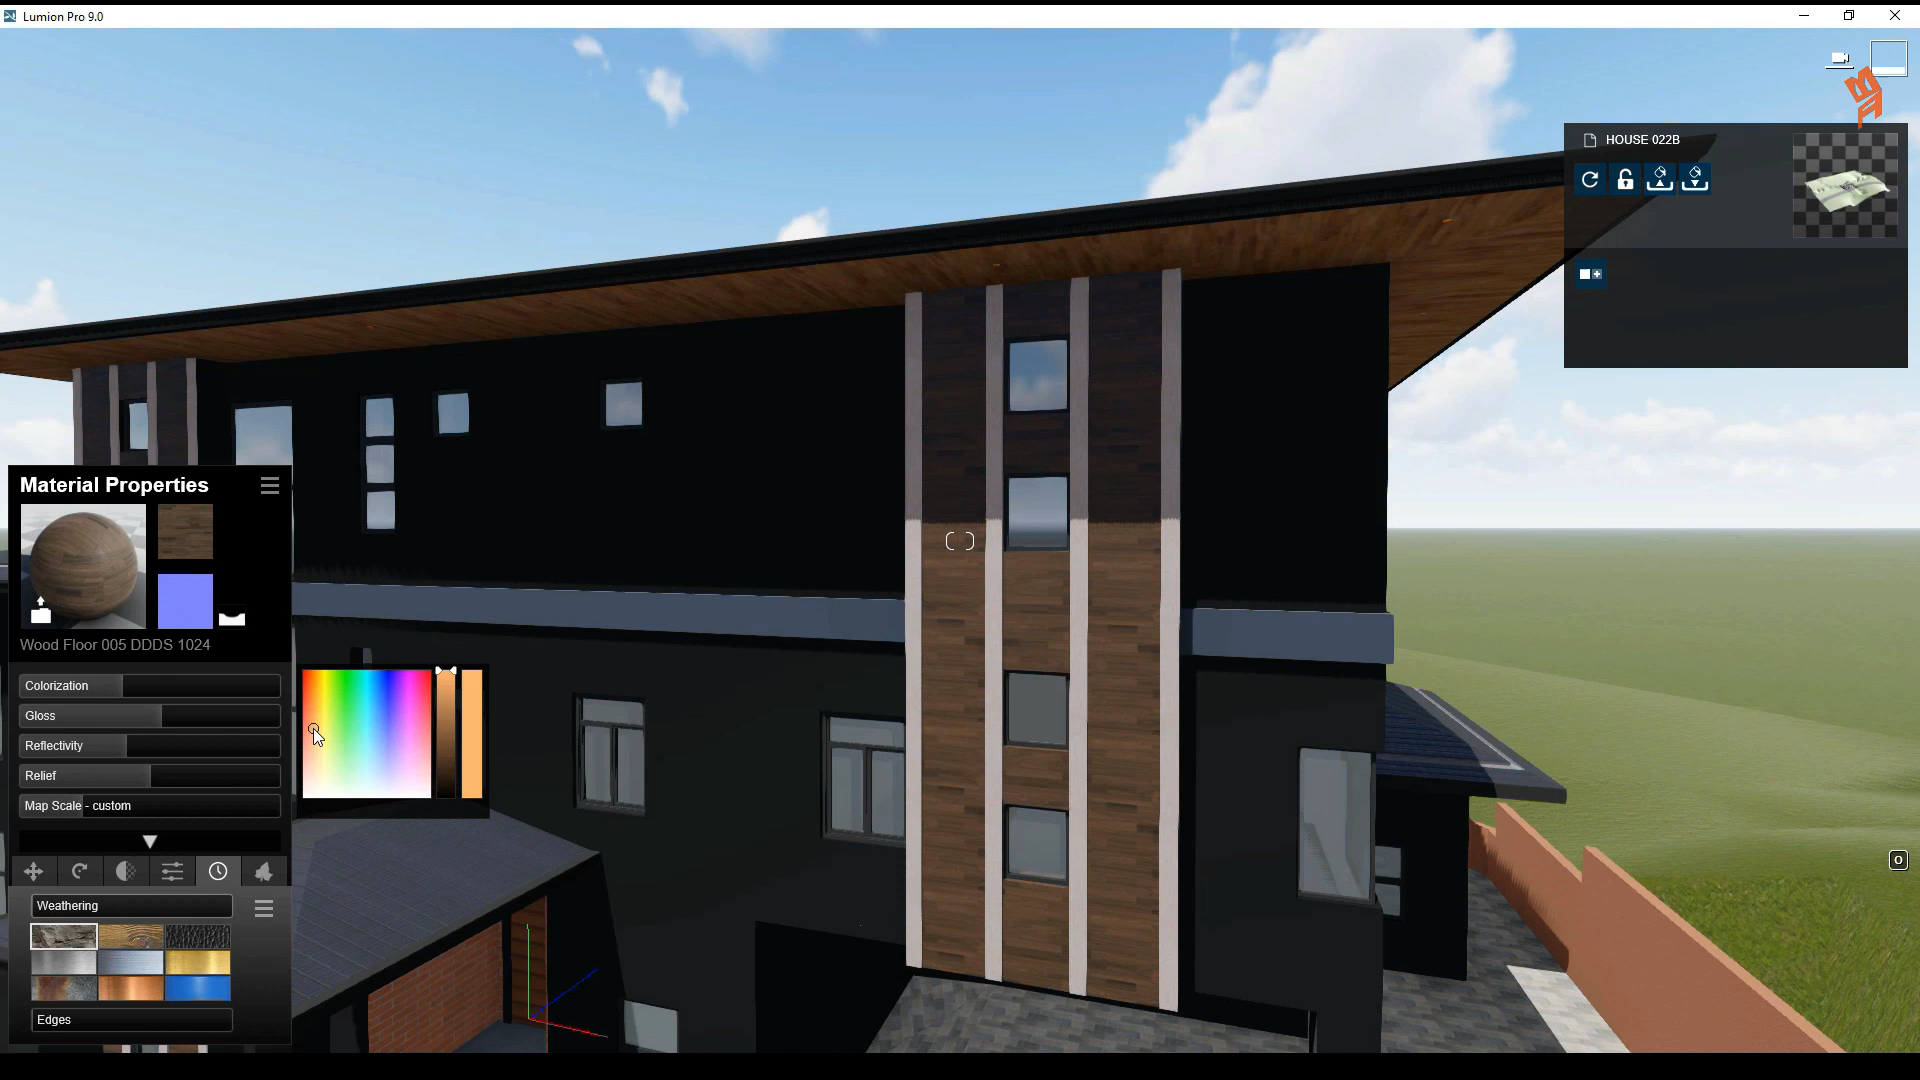 Lumion Pro 9.0
HOUSE 022B
Material Properties
Wood Floor 005 DDDS 1024
Colorization
Gloss
Reflectivity
Relief
Map Scale - custom
Weathering
Edges
O